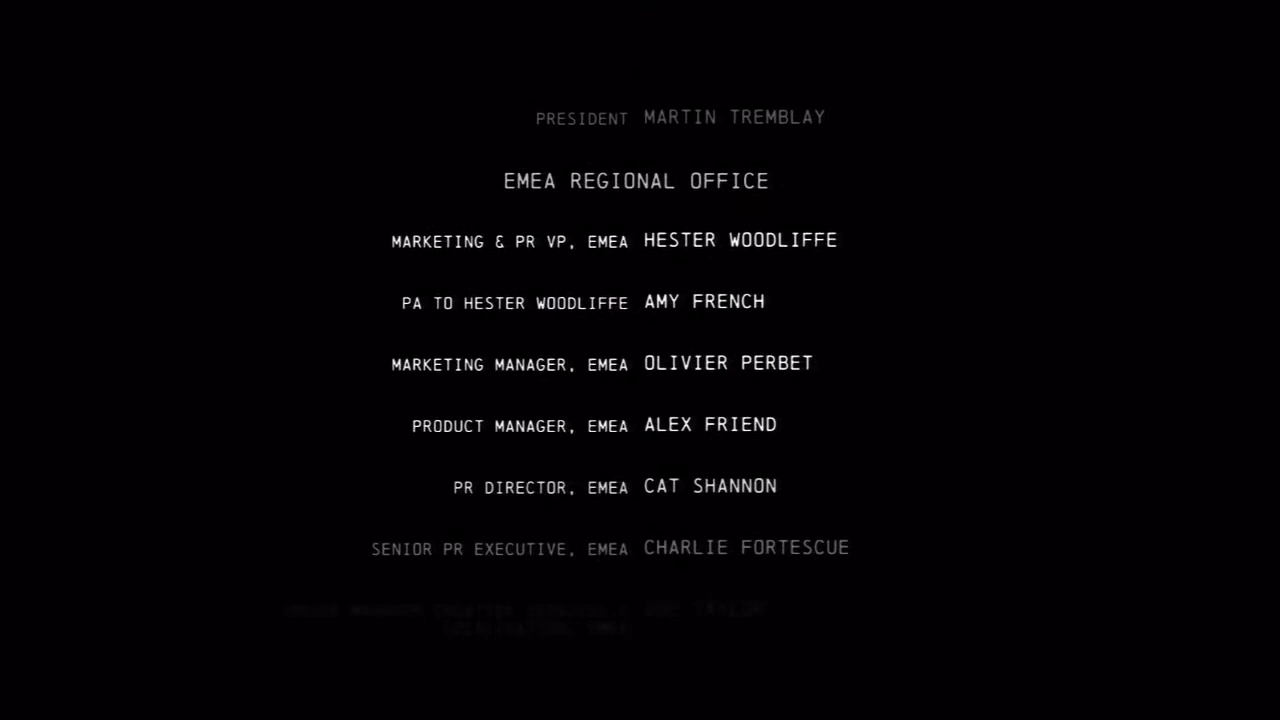 PRESIDENT MARTIN TREMBLAY
EMEA REGIONAL OFFICE
MARKETING & PR VP, EMEA HESTER WOODLIFFE
PA TO HESTER WOODLIFFE AMY FRENCH
MARKETING MANAGER, EMEA OLIVIER PERBET
PRODUCT MANAGER, EMEA ALEX FRIEND
PR DIRECTOR, EMEA CAT SHANNON
SENIOR PR EXECUTIVE, EMEA CHARLIE FORTESCUE